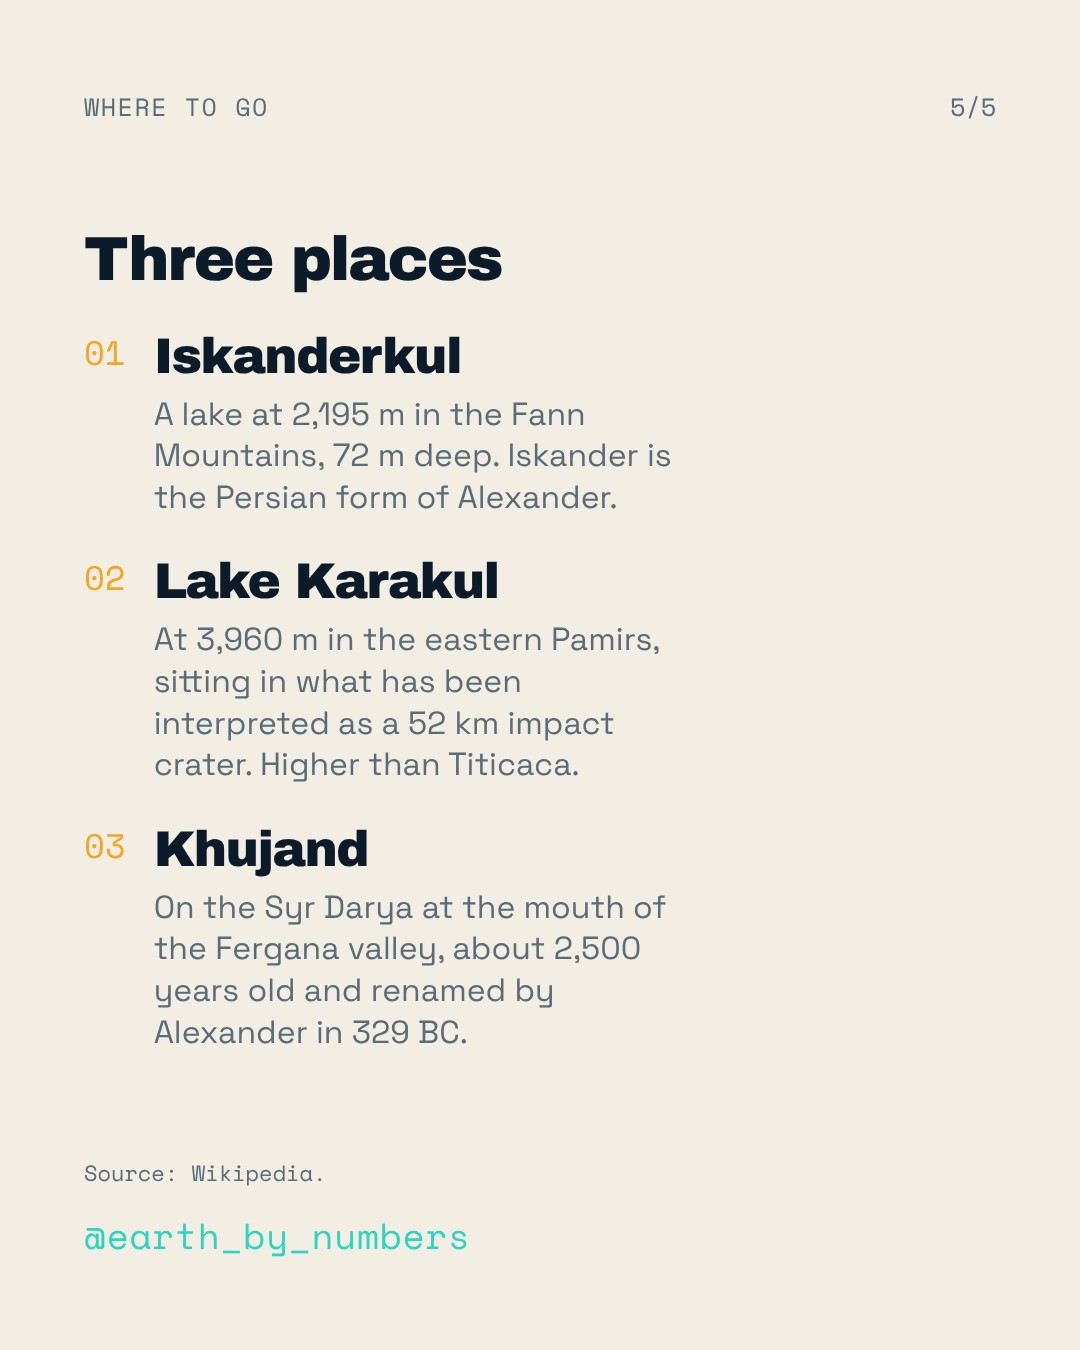 WHERE TO GO
5/5
Three places
01 Iskanderkul
A lake at 2,195 m in the Fann
Mountains, 72 m deep. Iskander is
the Persian form of Alexander.
02 Lake Karakul
At 3,960 m in the eastern Pamirs,
sitting in what has been
interpreted as a 52 km impact
crater. Higher than Titicaca.
03 Khujand
On the Syr Darya at the mouth of
the Fergana valley, about 2,500
years old and renamed by
Alexander in 329 BC.
Source: Wikipedia.
@earth_by_numbers